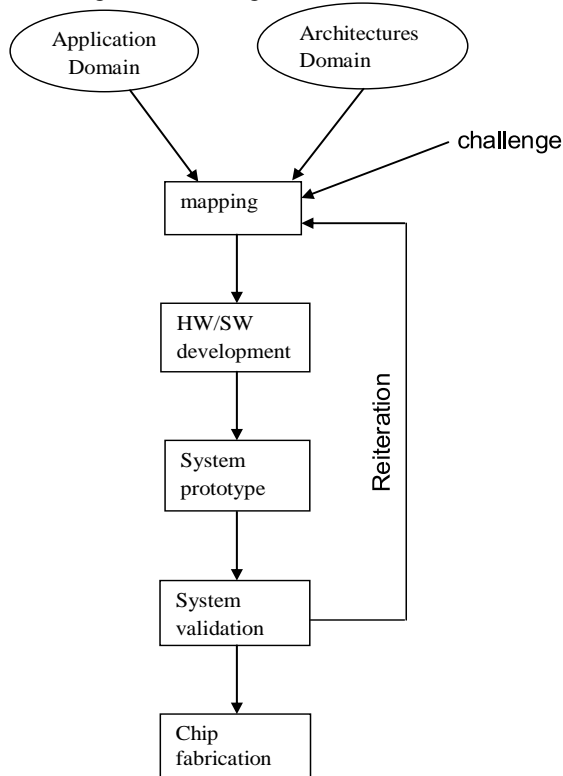 Application
Domain
Architectures
Domain
challenge
mapping
HW/SW
development
Reiteration
System
prototype
System
validation
Chip
fabrication